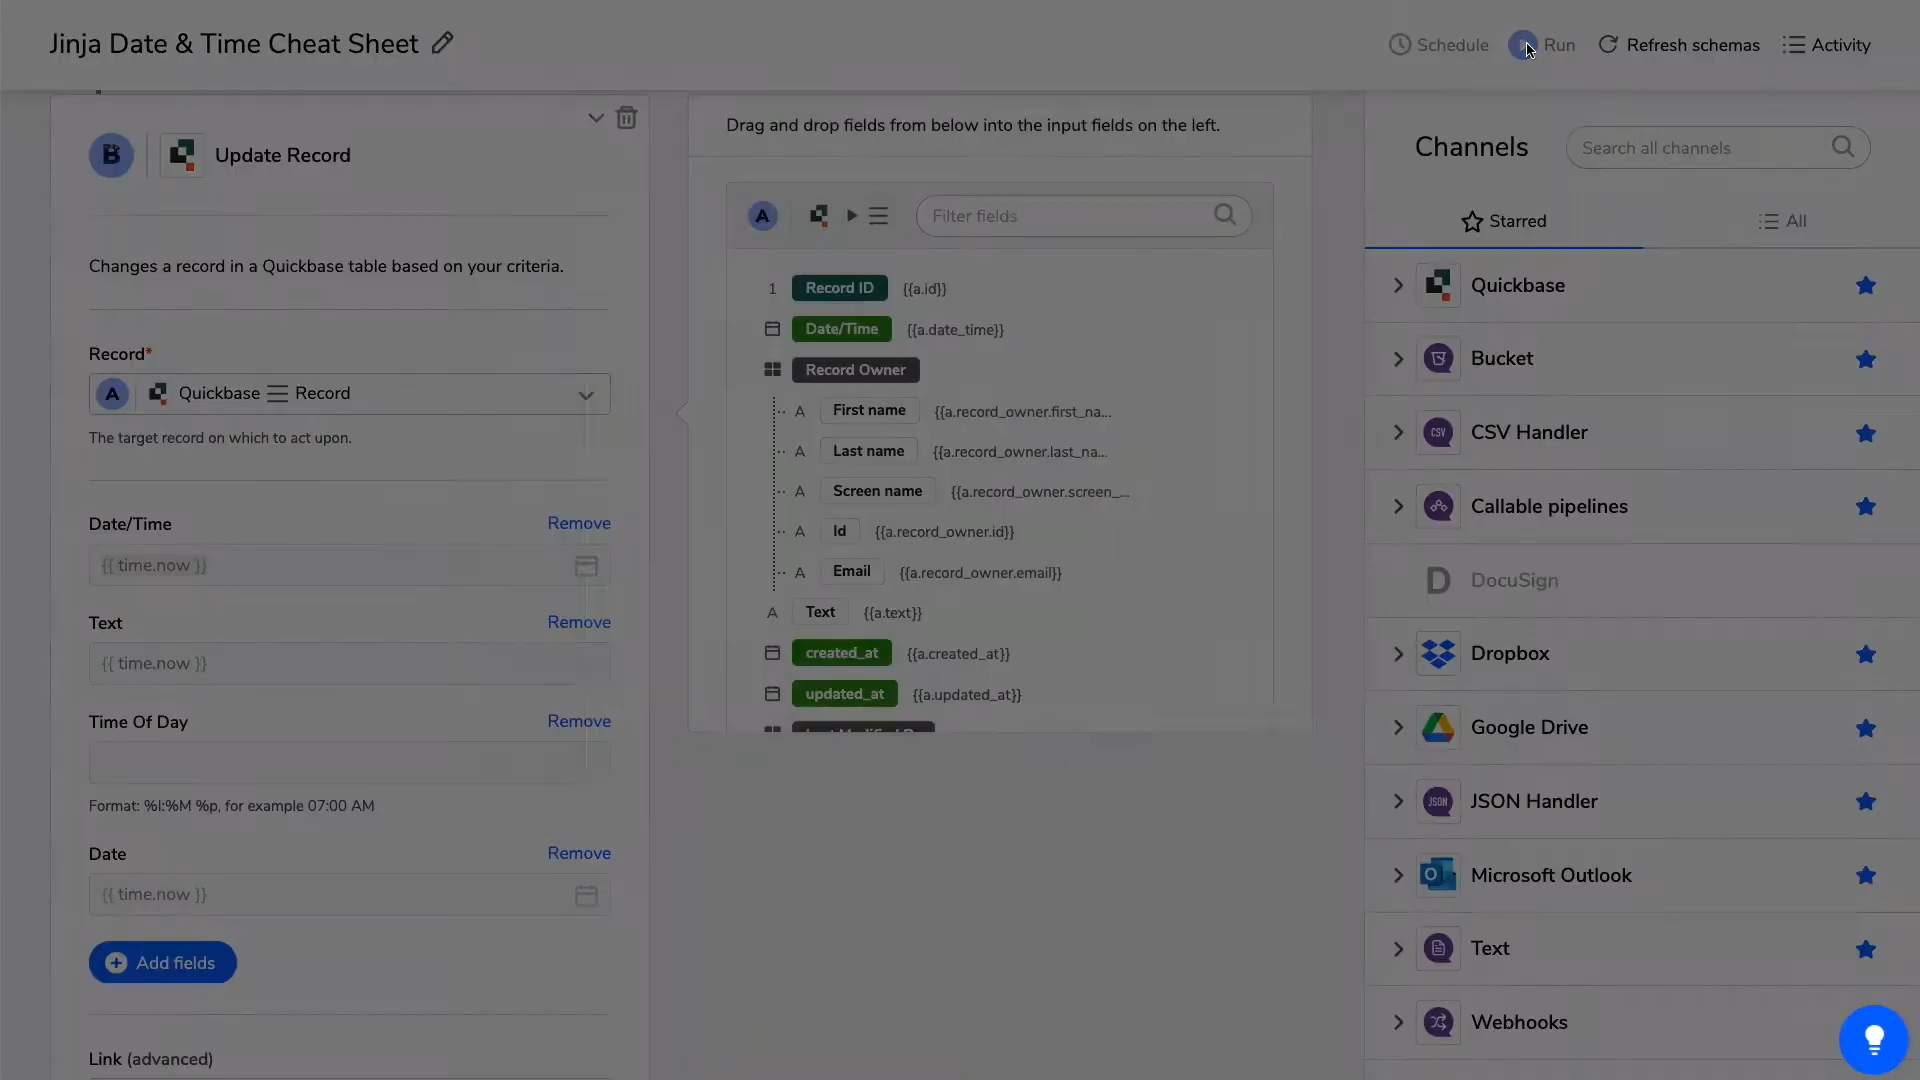 Jinja Date & Time Cheat Sheet
Schedule
Run
Refresh schemas
Activity
B
Update Record
Changes a record in a Quickbase table based on your criteria.
Record*
A Quickbase Record
The target record on which to act upon.
Date/Time Remove
{{ time.now }}
Text Remove
{{ time.now }}
Time Of Day Remove
Format: %I:%M %p, for example 07:00 AM
Date Remove
{{ time.now }}
Add fields
Link (advanced)
Drag and drop fields from below into the input fields on the left.
A
Filter fields
1 Record ID {{a.id}}
Date/Time {{a.date_time}}
Record Owner
A First name {{a.record_owner.first_na...
A Last name {{a.record_owner.last_na...
A Screen name {{a.record_owner.screen_...
A Id {{a.record_owner.id}}
A Email {{a.record_owner.email}}
A Text {{a.text}}
created_at {{a.created_at}}
updated_at {{a.updated_at}}
Channels
Search all channels
Starred
All
Quickbase
Bucket
CSV CSV Handler
Callable pipelines
DocuSign
Dropbox
Google Drive
JSON JSON Handler
Microsoft Outlook
Text
Webhooks